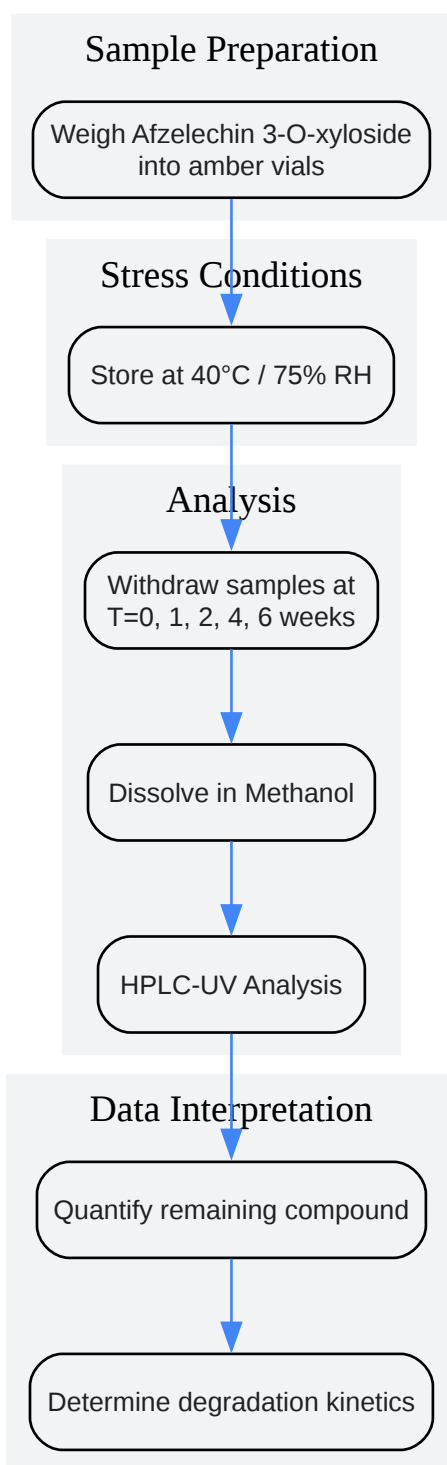 Sample Preparation
Weigh Afzelechin 3-O-xyloside
into amber vials
Stress Conditions
Store at 40°C / 75% RH
Analysis
Withdraw samples at
T=0, 1, 2, 4, 6 weeks
Dissolve in Methanol
HPLC-UV Analysis
Data Interpretation
Quantify remaining compound
Determine degradation kinetics